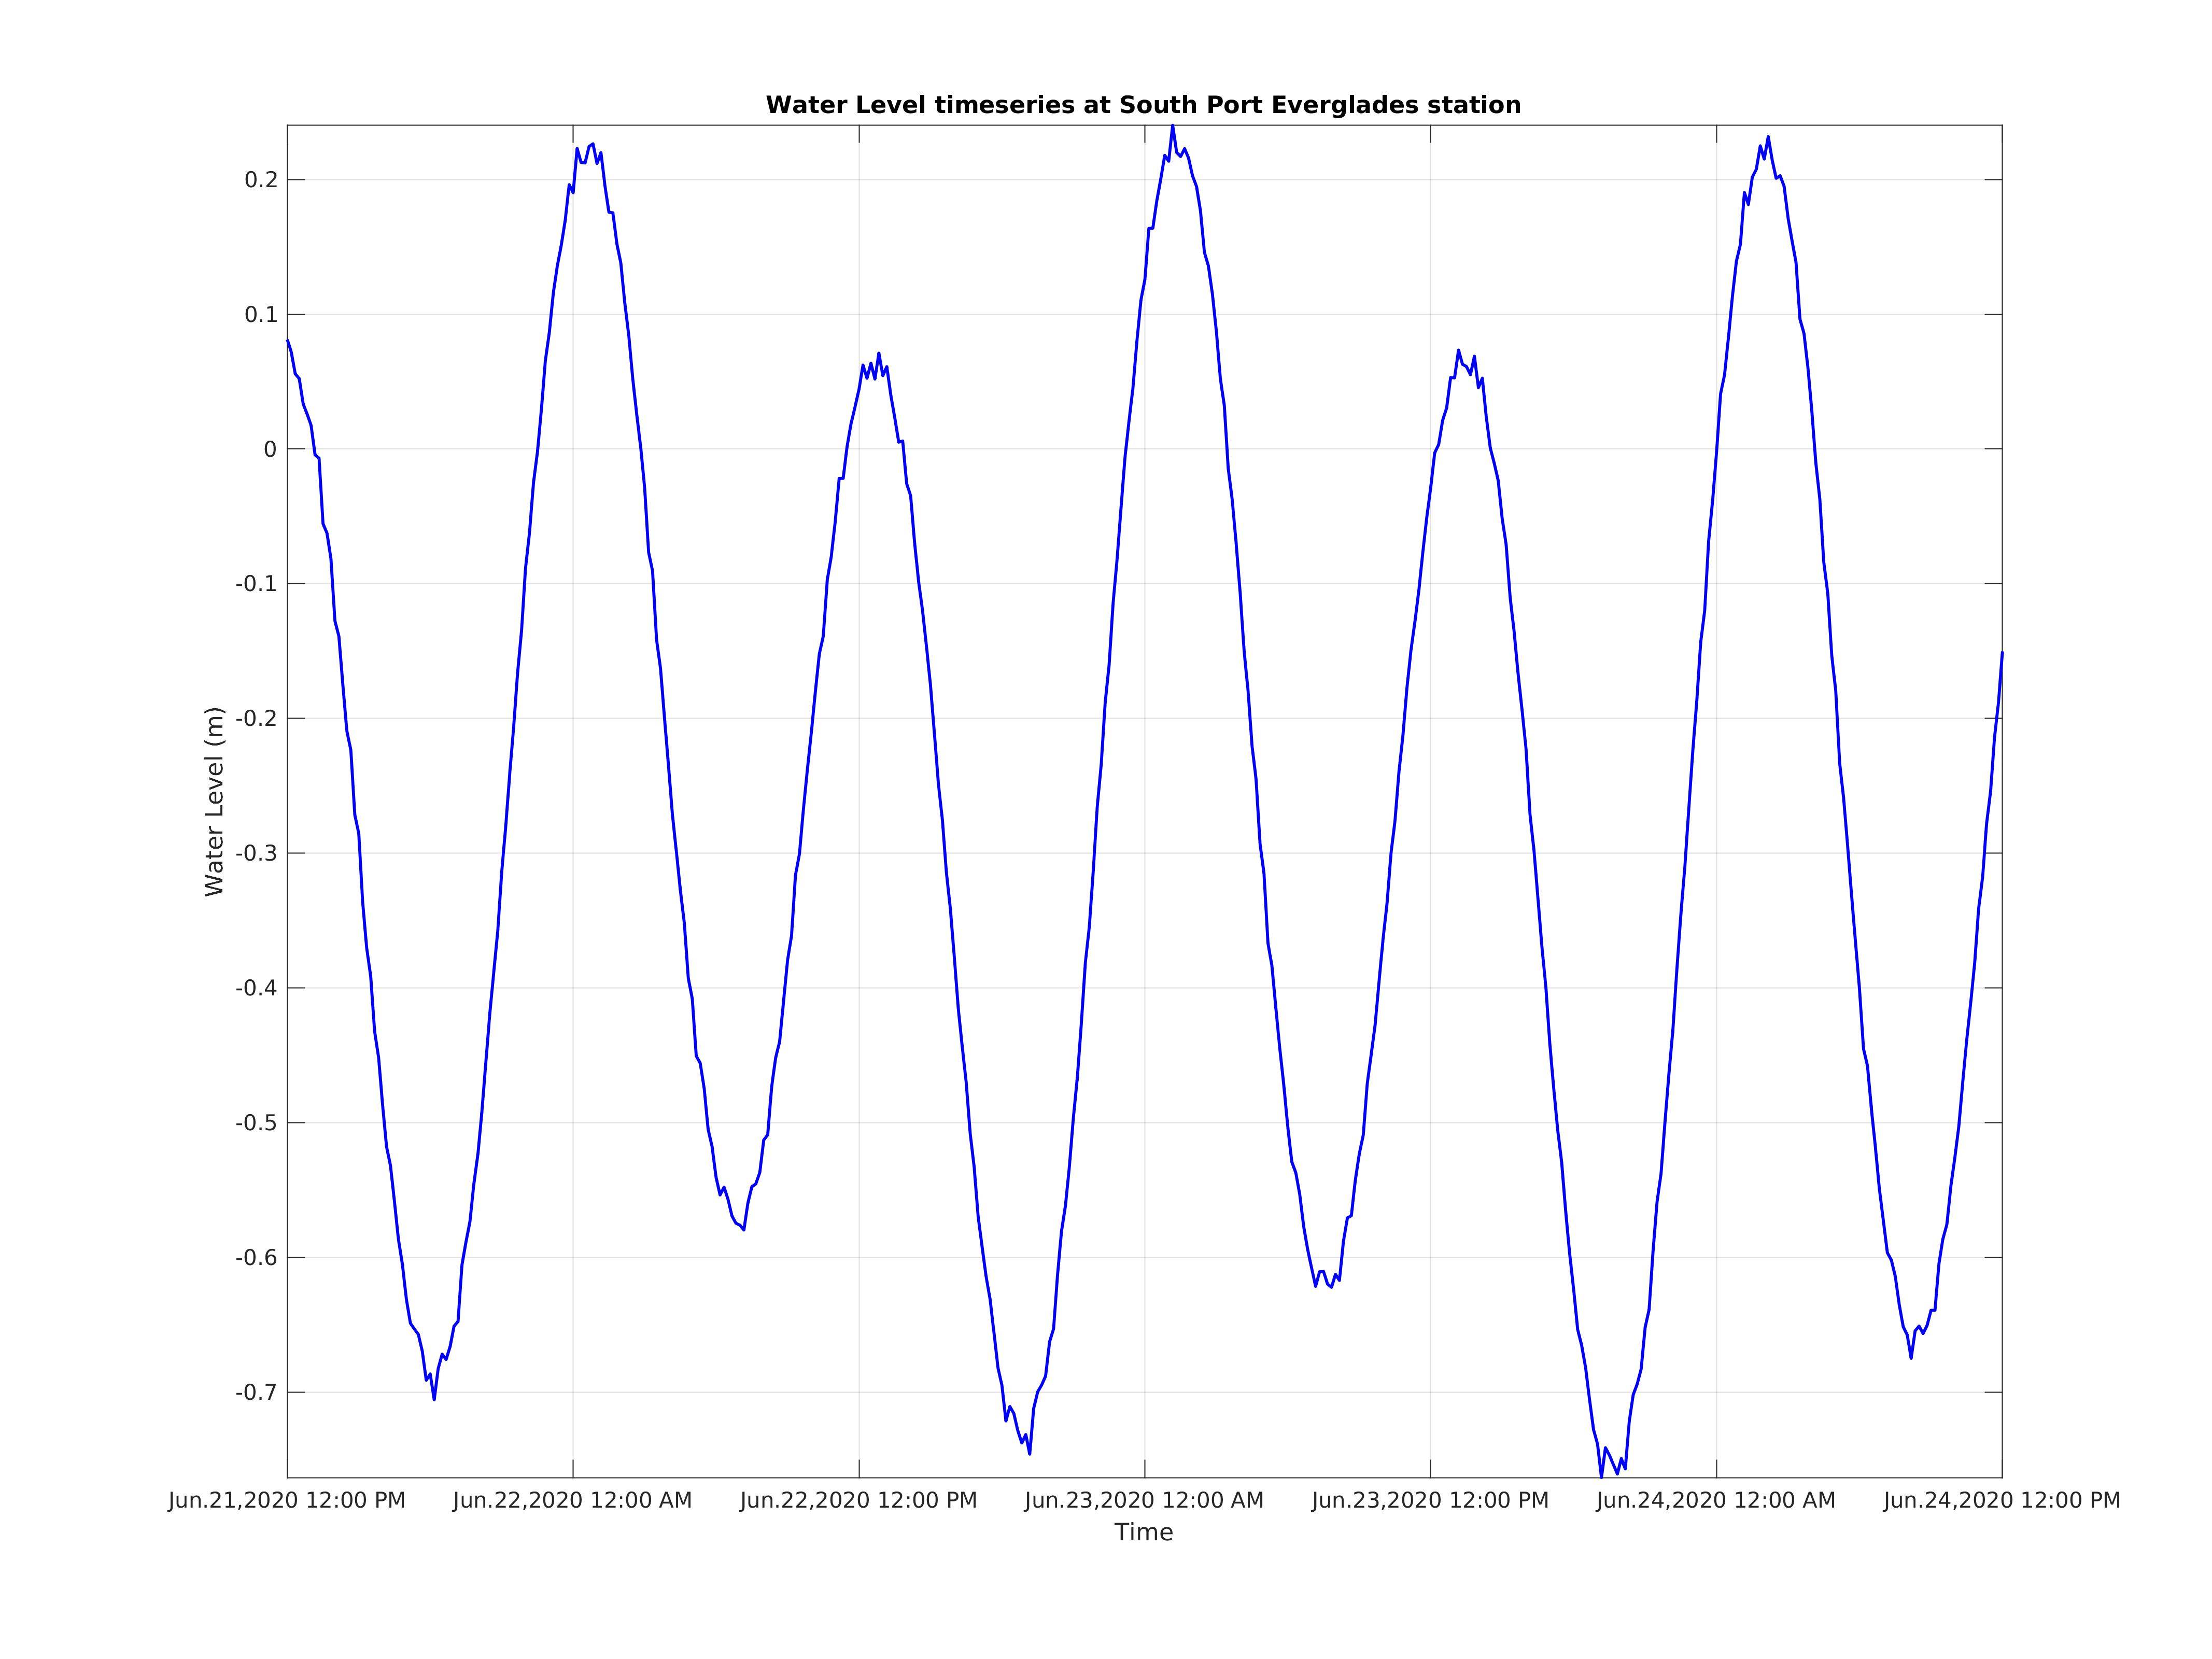 Water Level timeseries at South Port Everglades station
0.2
0.1
0
-0.1
-0.2
-0.3
-0.4
-0.5
-0.6
-0.7
Water Level (m)
Jun.21,2020 12:00 PM Jun.22,2020 12:00 AM Jun.22,2020 12:00 PM Jun.23,2020 12:00 AM Jun.23,2020 12:00 PM Jun.24,2020 12:00 AM Jun.24,2020 12:00 PM
Time